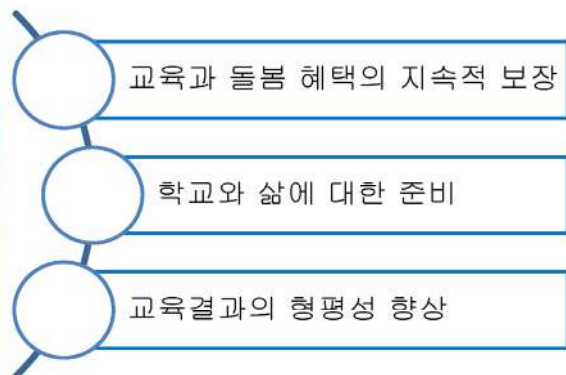 교육과 돌봄 혜택의 지속적 보장
학교와 삶에 대한 준비
교육결과의 형평성 향상